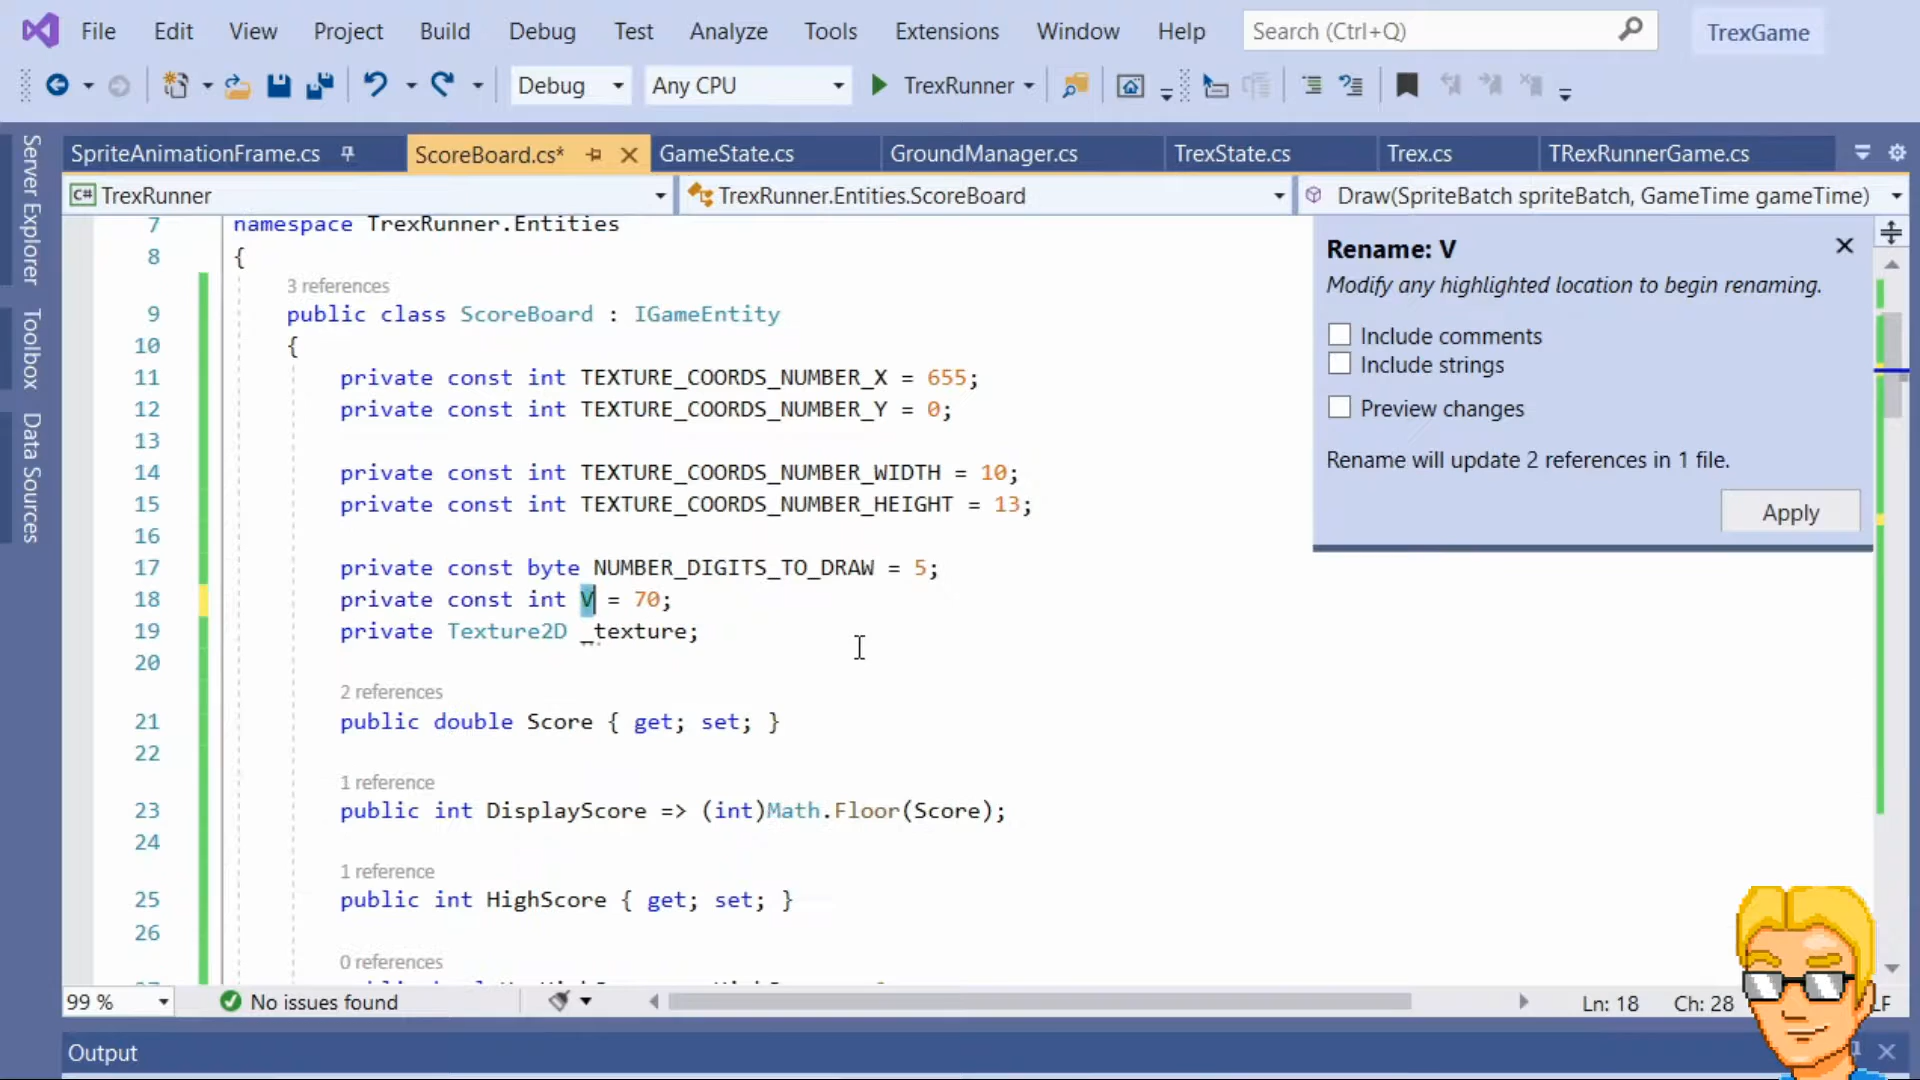 File Edit View Project Build Debug Test Analyze Tools Extensions Window Help Search (Ctrl+Q) TrexGame
Debug Any CPU TrexRunner
SpriteAnimationFrame.cs ScoreBoard.cs* GameState.cs GroundManager.cs TrexState.cs Trex.cs TRexRunnerGame.cs
C# TrexRunner TrexRunner.Entities.ScoreBoard Draw(SpriteBatch spriteBatch, GameTime gameTime)
Server Explorer
Toolbox
Data Sources
7 namespace TrexRunner.Entities
8 {
3 references
9 public class ScoreBoard : IGameEntity
10 {
11 private const int TEXTURE_COORDS_NUMBER_X = 655;
12 private const int TEXTURE_COORDS_NUMBER_Y = 0;
13
14 private const int TEXTURE_COORDS_NUMBER_WIDTH = 10;
15 private const int TEXTURE_COORDS_NUMBER_HEIGHT = 13;
16
17 private const byte NUMBER_DIGITS_TO_DRAW = 5;
18 private const int V = 70;
19 private Texture2D _texture;
20
2 references
21 public double Score { get; set; }
22
1 reference
23 public int DisplayScore => (int)Math.Floor(Score);
24
1 reference
25 public int HighScore { get; set; }
26
0 references
Rename: V
Modify any highlighted location to begin renaming.
Include comments
Include strings
Preview changes
Rename will update 2 references in 1 file.
Apply
99 % No issues found Ln: 18 Ch: 28
Output